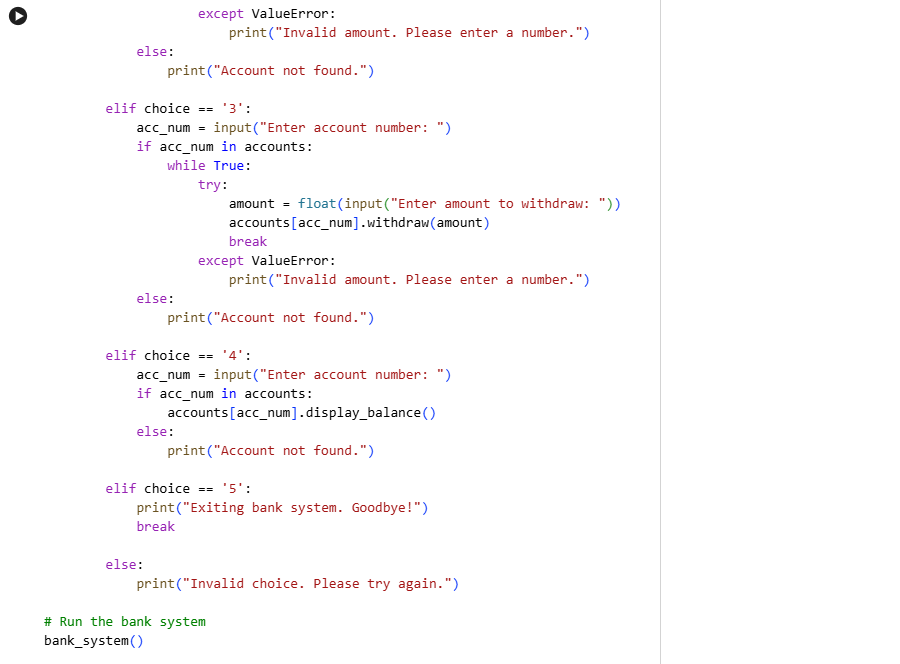 except ValueError:
                        print("Invalid amount. Please enter a number.")
            else:
                print("Account not found.")

        elif choice == '3':
            acc_num = input("Enter account number: ")
            if acc_num in accounts:
                while True:
                    try:
                        amount = float(input("Enter amount to withdraw: "))
                        accounts[acc_num].withdraw(amount)
                        break
                    except ValueError:
                        print("Invalid amount. Please enter a number.")
            else:
                print("Account not found.")

        elif choice == '4':
            acc_num = input("Enter account number: ")
            if acc_num in accounts:
                accounts[acc_num].display_balance()
            else:
                print("Account not found.")

        elif choice == '5':
            print("Exiting bank system. Goodbye!")
            break

        else:
            print("Invalid choice. Please try again.")

# Run the bank system
bank_system()